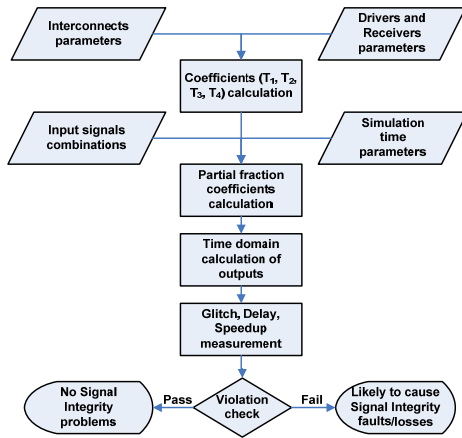 Interconnects
parameters
Drivers and
Receivers
parameters
Coefficients (T₁, T₂,
T₃, T₄) calculation
Input signals
combinations
Simulation
time
parameters
Partial fraction
coefficients
calculation
Time domain
calculation of
outputs
Glitch, Delay,
Speedup
measurement
No Signal
Integrity
problems
Pass
Violation
check
Fail
Likely to cause
Signal Integrity
faults/losses